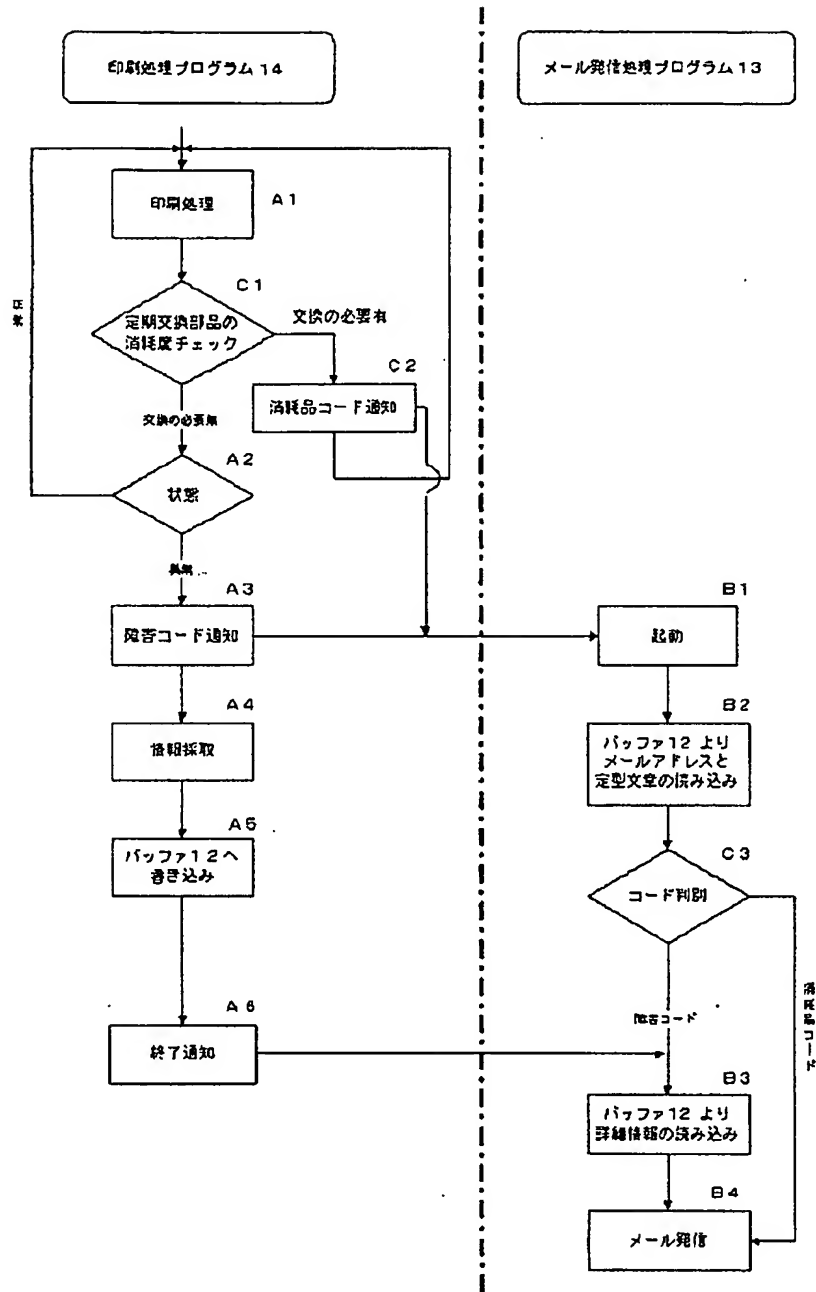 印刷処理プログラム14
メール発信処理プログラム13
印刷処理
A1
C1
定期交換部品の
消耗度チェック
交換の必要有
正常
C2
消耗品コード通知
交換の必要無
A2
状態
異常
A3
障害コード通知
B1
起動
A4
情報採取
B2
バッファ12より
メールアドレスと
定型文章の読み込み
A5
バッファ12へ
書き込み
C3
コード判別
障害コード
消耗品コード
A6
終了通知
B3
バッファ12より
詳細情報の読み込み
B4
メール発信